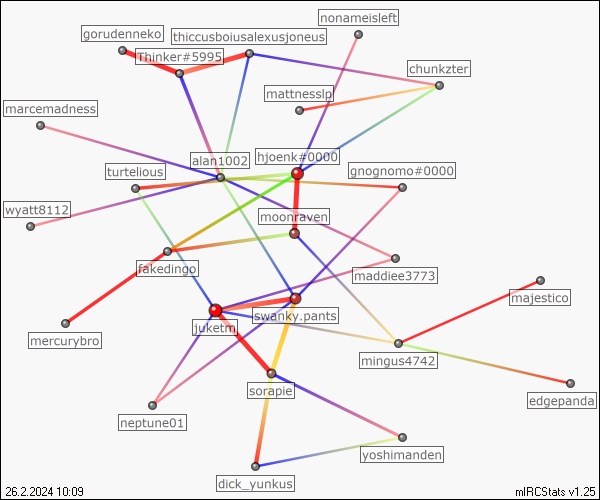 nonameisleft
gorudenneko
thiccusboiusalexusjoneus
Thinker#5995
chunkzter
mattnesslp
marcemadness
alan1002
hjoenk#0000
turtelious
gnognomo#0000
wyatt8112
moonraven
fakedingo
maddiee3773
majestico
swanky.pants
juketm
mercurybro
mingus4742
sorapie
edgepanda
neptune01
yoshimanden
dick_yunkus
26.2.2024 10:09
mIRCStats v1.25